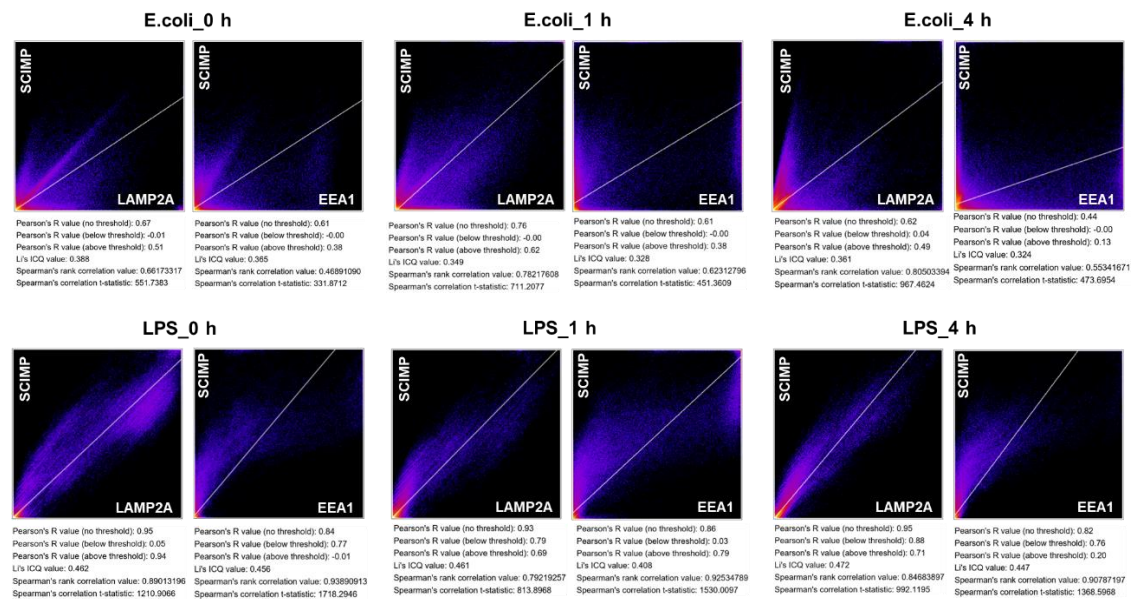 E.coli_0 h
SCIMP
LAMP2A
Pearson's R value (no threshold): 0.67
Pearson's R value (below threshold): -0.01
Pearson's R value (above threshold): 0.51
Li's ICQ value: 0.388
Spearman's rank correlation value: 0.66173317
Spearman's correlation t-statistic: 551.7383
SCIMP
EEA1
Pearson's R value (no threshold): 0.61
Pearson's R value (below threshold): -0.00
Pearson's R value (above threshold): 0.38
Li's ICQ value: 0.365
Spearman's rank correlation value: 0.46891090
Spearman's correlation t-statistic: 331.8712
E.coli_1 h
SCIMP
LAMP2A
Pearson's R value (no threshold): 0.76
Pearson's R value (below threshold): -0.00
Pearson's R value (above threshold): 0.62
Li's ICQ value: 0.349
Spearman's rank correlation value: 0.78217608
Spearman's correlation t-statistic: 711.2077
SCIMP
EEA1
Pearson's R value (no threshold): 0.61
Pearson's R value (below threshold): -0.00
Pearson's R value (above threshold): 0.38
Li's ICQ value: 0.328
Spearman's rank correlation value: 0.62312796
Spearman's correlation t-statistic: 451.3609
E.coli_4 h
SCIMP
LAMP2A
Pearson's R value (no threshold): 0.62
Pearson's R value (below threshold): 0.04
Pearson's R value (above threshold): 0.49
Li's ICQ value: 0.361
Spearman's rank correlation value: 0.80503394
Spearman's correlation t-statistic: 967.4624
SCIMP
EEA1
Pearson's R value (no threshold): 0.44
Pearson's R value (below threshold): -0.00
Pearson's R value (above threshold): 0.13
Li's ICQ value: 0.324
Spearman's rank correlation value: 0.55341671
Spearman's correlation t-statistic: 473.6954
LPS_0 h
SCIMP
LAMP2A
Pearson's R value (no threshold): 0.95
Pearson's R value (below threshold): 0.05
Pearson's R value (above threshold): 0.94
Li's ICQ value: 0.462
Spearman's rank correlation value: 0.89013196
Spearman's correlation t-statistic: 1210.9066
SCIMP
EEA1
Pearson's R value (no threshold): 0.84
Pearson's R value (below threshold): 0.77
Pearson's R value (above threshold): -0.01
Li's ICQ value: 0.456
Spearman's rank correlation value: 0.93890913
Spearman's correlation t-statistic: 1718.2946
LPS_1 h
SCIMP
LAMP2A
Pearson's R value (no threshold): 0.93
Pearson's R value (below threshold): 0.79
Pearson's R value (above threshold): 0.69
Li's ICQ value: 0.461
Spearman's rank correlation value: 0.79219257
Spearman's correlation t-statistic: 813.8968
SCIMP
EEA1
Pearson's R value (no threshold): 0.86
Pearson's R value (below threshold): 0.03
Pearson's R value (above threshold): 0.79
Li's ICQ value: 0.408
Spearman's rank correlation value: 0.92534789
Spearman's correlation t-statistic: 1530.0097
LPS_4 h
SCIMP
LAMP2A
Pearson's R value (no threshold): 0.95
Pearson's R value (below threshold): 0.88
Pearson's R value (above threshold): 0.71
Li's ICQ value: 0.472
Spearman's rank correlation value: 0.84683897
Spearman's correlation t-statistic: 992.1195
SCIMP
EEA1
Pearson's R value (no threshold): 0.82
Pearson's R value (below threshold): 0.76
Pearson's R value (above threshold): 0.20
Li's ICQ value: 0.447
Spearman's rank correlation value: 0.90787197
Spearman's correlation t-statistic: 1368.5968